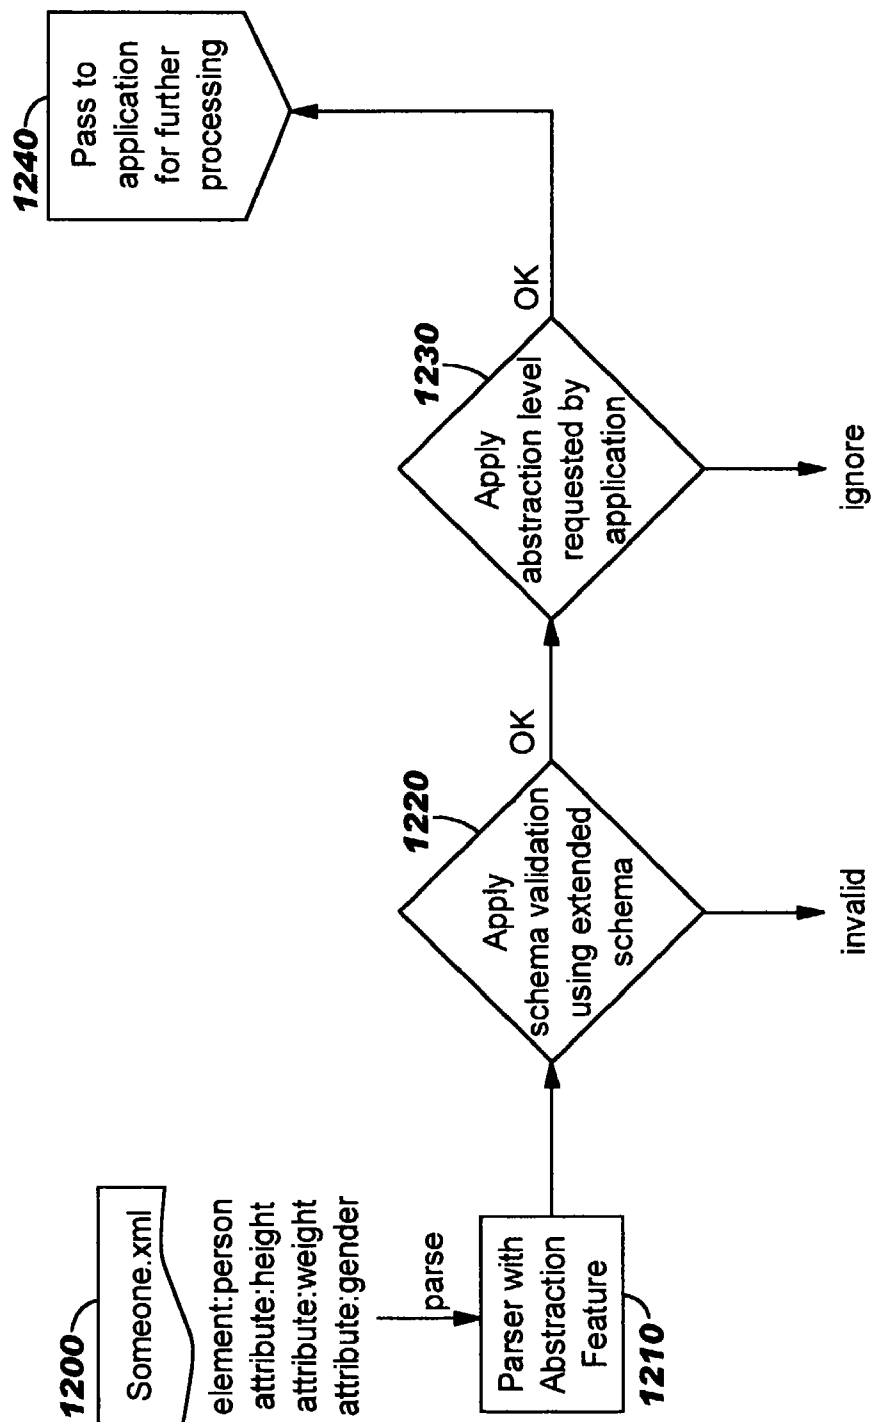 1200
Someone.xml
element:person
attribute:height
attribute:weight
attribute:gender
parse
Parser with
Abstraction
Feature
1210
1220
Apply
schema validation
using extended
schema
OK
invalid
1230
Apply
abstraction level
requested by
application
OK
ignore
1240
Pass to
application
for further
processing